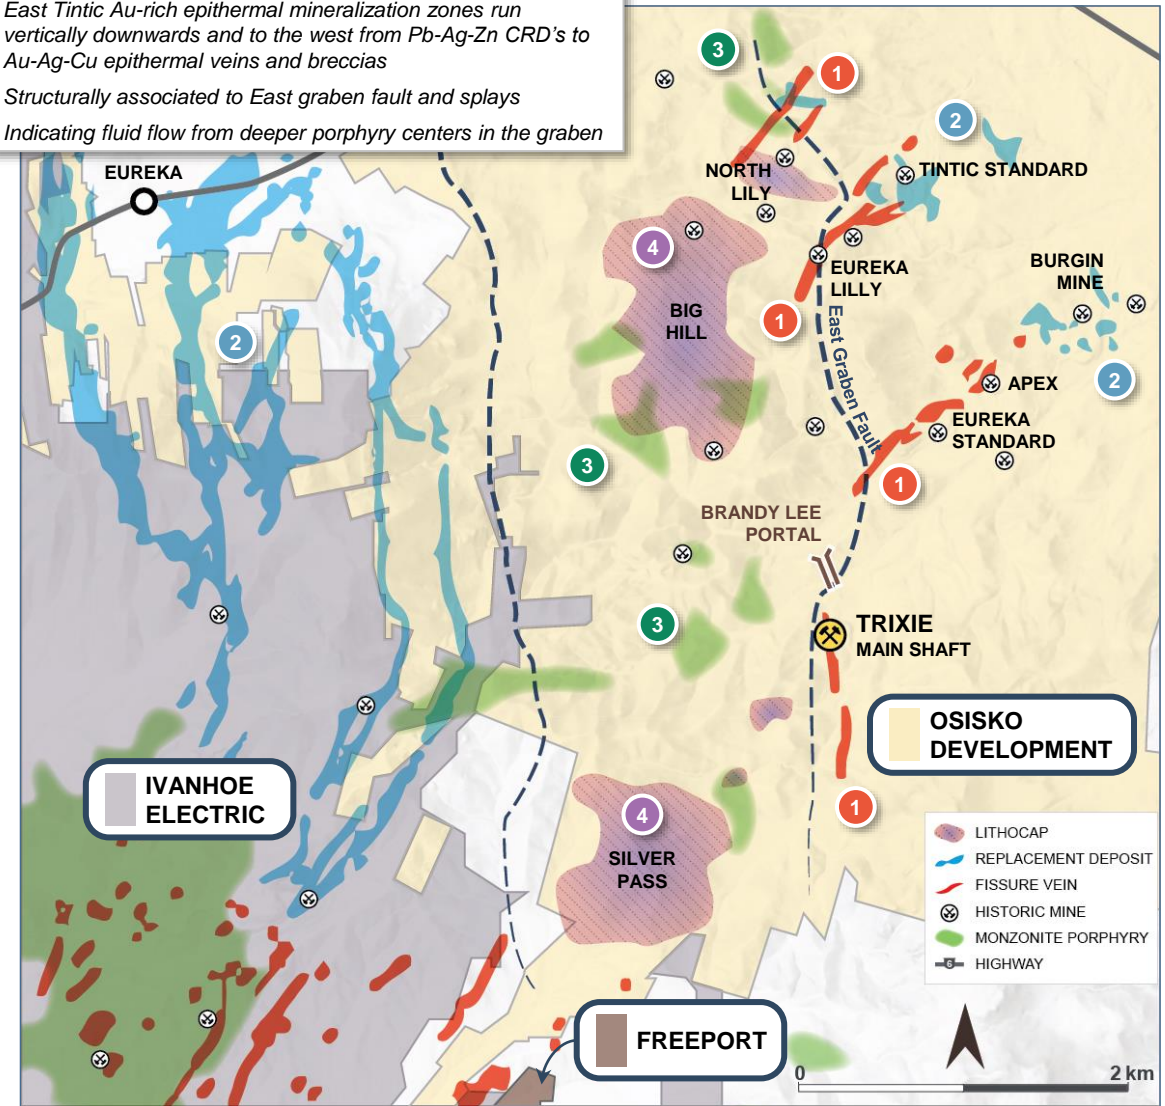 East Tintic Au-rich epithermal mineralization zones run
vertically downwards and to the west from Pb-Ag-Zn CRD's to
Au-Ag-Cu epithermal veins and breccias
Structurally associated to East graben fault and splays
Indicating fluid flow from deeper porphyry centers in the graben
3
1
2
EUREKA
NORTH
LILY
TINTIC STANDARD
4
EUREKA
LILLY
BURGIN
MINE
BIG
HILL
1
East Graben Fault
2
2
APEX
EUREKA
STANDARD
3
1
BRANDY LEE
PORTAL
3
TRIXIE
MAIN SHAFT
OSISKO
DEVELOPMENT
IVANHOE
ELECTRIC
4
1
SILVER
PASS
LITHOCAP
REPLACEMENT DEPOSIT
FISSURE VEIN
HISTORIC MINE
MONZONITE PORPHYRY
6 HIGHWAY
FREEPORT
0 2 km